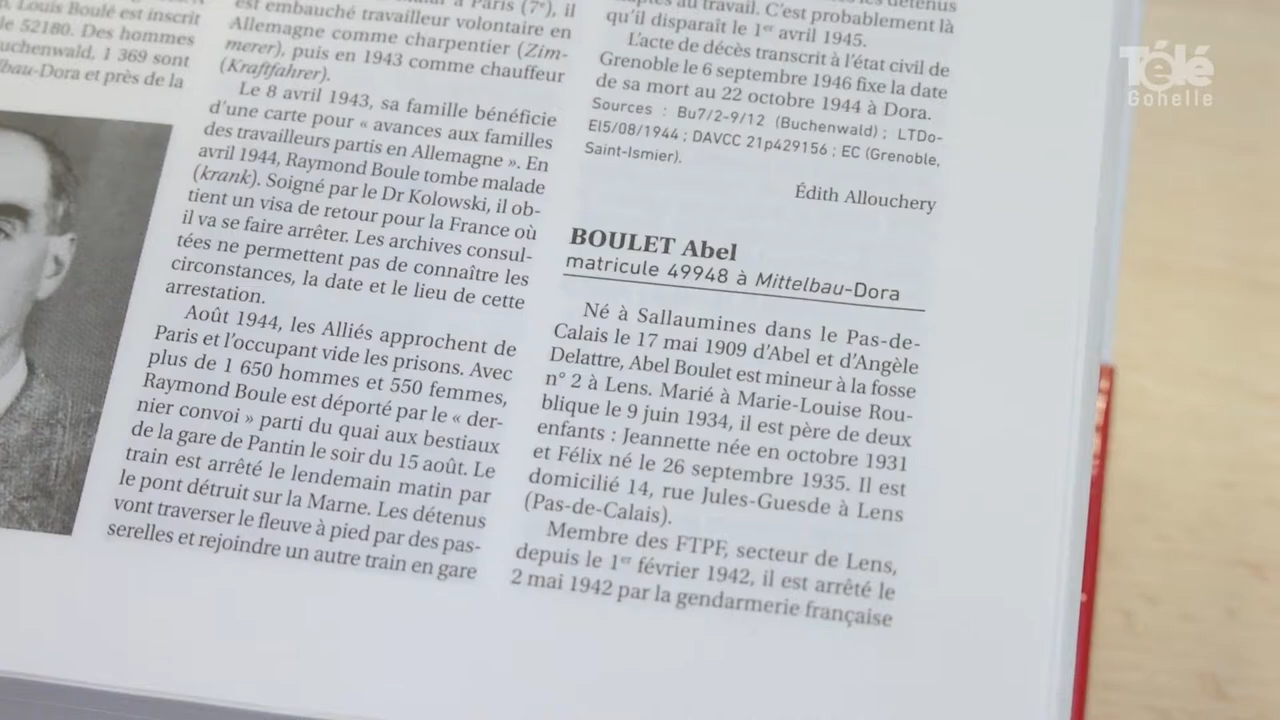 Louis Boulé est inscrit
le 52180. Des hommes
uchenwald, 1 369 sont
lbau-Dora et près de la
à Paris (7e), il
est embauché travailleur volontaire en
Allemagne comme charpentier (Zim-
merer), puis en 1943 comme chauffeur
(Kraftfahrer).
Le 8 avril 1943, sa famille bénéficie
d'une carte pour « avances aux familles
des travailleurs partis en Allemagne ». En
avril 1944, Raymond Boule tombe malade
(krank). Soigné par le Dr Kolowski, il ob-
tient un visa de retour pour la France où
il va se faire arrêter. Les archives consul-
tées ne permettent pas de connaître les
circonstances, la date et le lieu de cette
arrestation.
Août 1944, les Alliés approchent de
Paris et l'occupant vide les prisons. Avec
plus de 1 650 hommes et 550 femmes,
Raymond Boule est déporté par le « der-
nier convoi » parti du quai aux bestiaux
de la gare de Pantin le soir du 15 août. Le
train est arrêté le lendemain matin par
le pont détruit sur la Marne. Les détenus
vont traverser le fleuve à pied par des pas-
serelles et rejoindre un autre train en gare
les détenus
au travail. C'est probablement là
qu'il disparaît le 1er avril 1945.
L'acte de décès transcrit à l'état civil de
Grenoble le 6 septembre 1946 fixe la date
de sa mort au 22 octobre 1944 à Dora.
Sources : Bu7/2-9/12 (Buchenwald) ; LTDo-
EI5/08/1944 ; DAVCC 21p429156 ; EC (Grenoble,
Saint-Ismier).
Édith Allouchery
BOULET Abel
matricule 49948 à Mittelbau-Dora
Né à Sallaumines dans le Pas-de-
Calais le 17 mai 1909 d'Abel et d'Angèle
Delattre, Abel Boulet est mineur à la fosse
n° 2 à Lens. Marié à Marie-Louise Rou-
blique le 9 juin 1934, il est père de deux
enfants : Jeannette née en octobre 1931
et Félix né le 26 septembre 1935. Il est
domicilié 14, rue Jules-Guesde à Lens
(Pas-de-Calais).
Membre des FTPF, secteur de Lens,
depuis le 1er février 1942, il est arrêté le
2 mai 1942 par la gendarmerie française
Télé
Gohelle